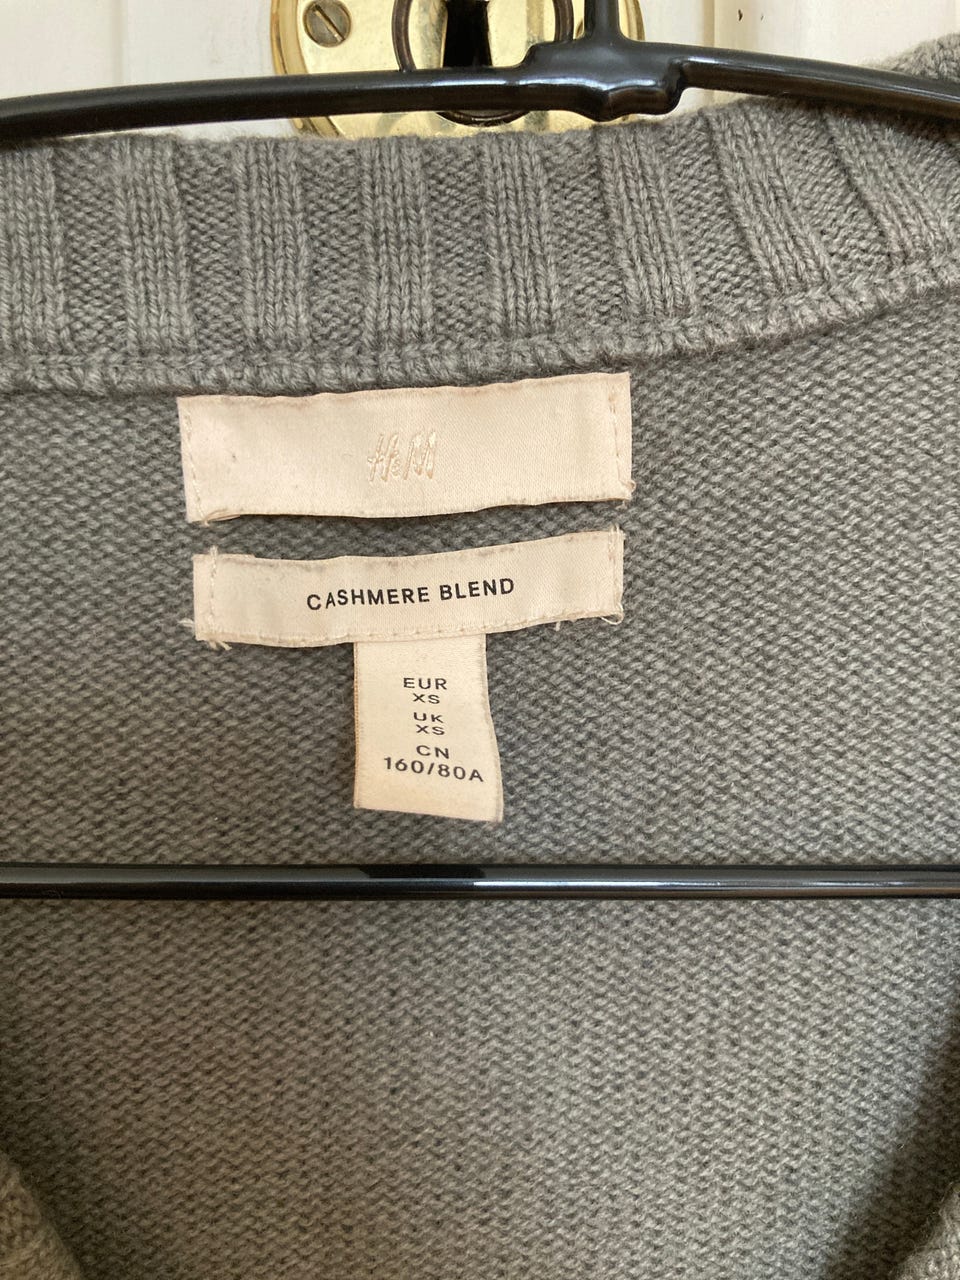 H&M
CASHMERE BLEND
EUR
XS
UK
XS
CN
160/80A